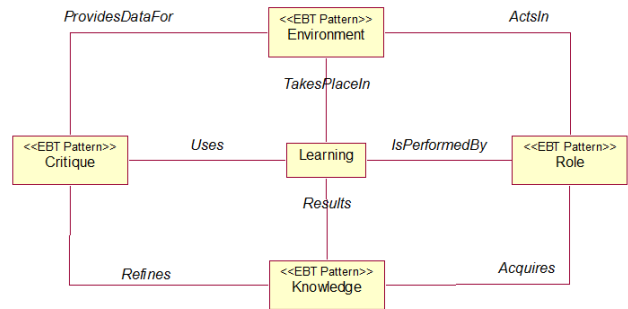 ProvidesDataFor
<<EBT Pattern>>
Environment
ActsIn
TakesPlaceIn
<<EBT Pattern>>
Critique
Uses
Learning
IsPerformedBy
<<EBT Pattern>>
Role
Results
Refines
<<EBT Pattern>>
Knowledge
Acquires